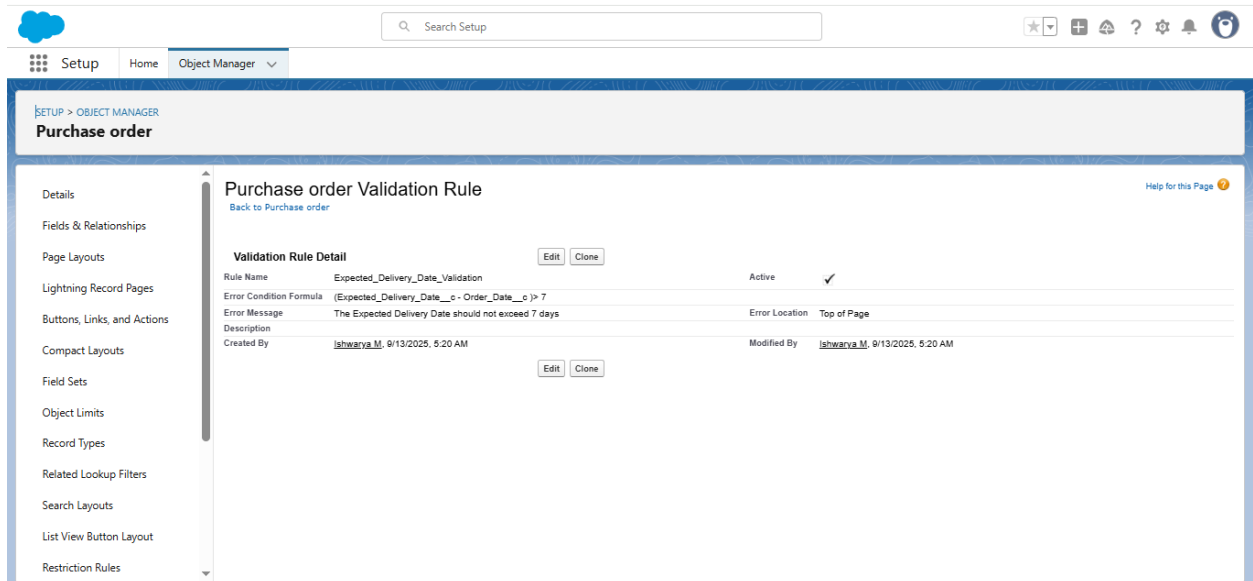 Search Setup
Setup
Home
Object Manager
SETUP > OBJECT MANAGER
Purchase order
Details
Fields & Relationships
Page Layouts
Lightning Record Pages
Buttons, Links, and Actions
Compact Layouts
Field Sets
Object Limits
Record Types
Related Lookup Filters
Search Layouts
List View Button Layout
Restriction Rules
Purchase order Validation Rule
Help for this Page
Back to Purchase order
Validation Rule Detail
Edit Clone
Rule Name Expected_Delivery_Date_Validation Active
Error Condition Formula (Expected_Delivery_Date__c - Order_Date__c )> 7
Error Message The Expected Delivery Date should not exceed 7 days Error Location Top of Page
Description
Created By Ishwarya M, 9/13/2025, 5:20 AM Modified By Ishwarya M, 9/13/2025, 5:20 AM
Edit Clone